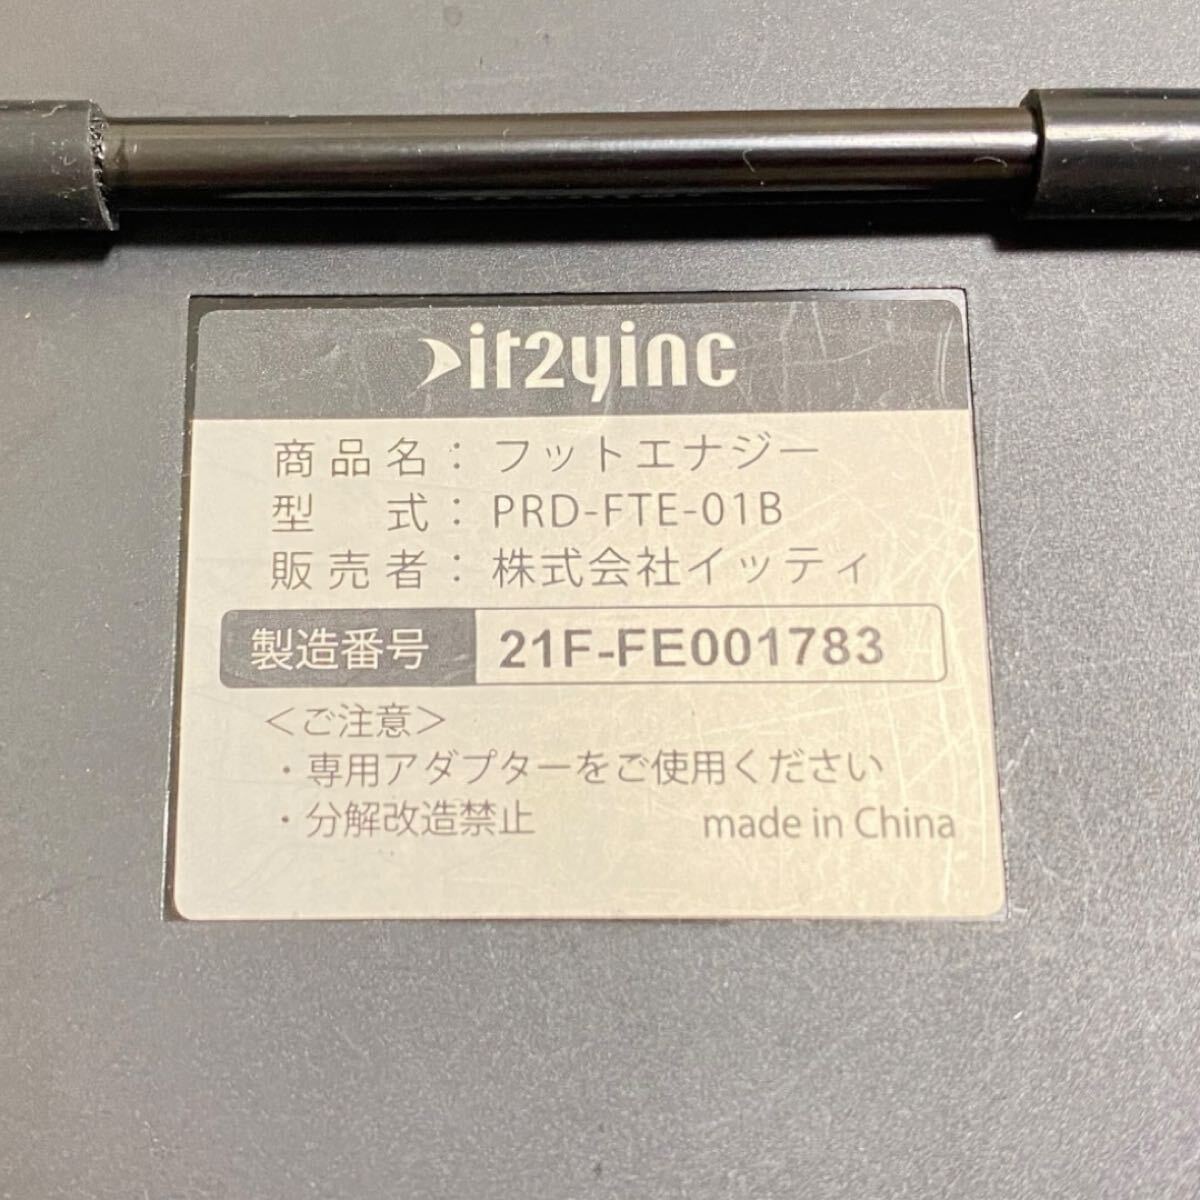 it2yinc
商品名：フットエナジー
型　式：PRD-FTE-01B
販売者：株式会社イッティ
製造番号 21F-FE001783
＜ご注意＞
・専用アダプターをご使用ください
・分解改造禁止 made in China